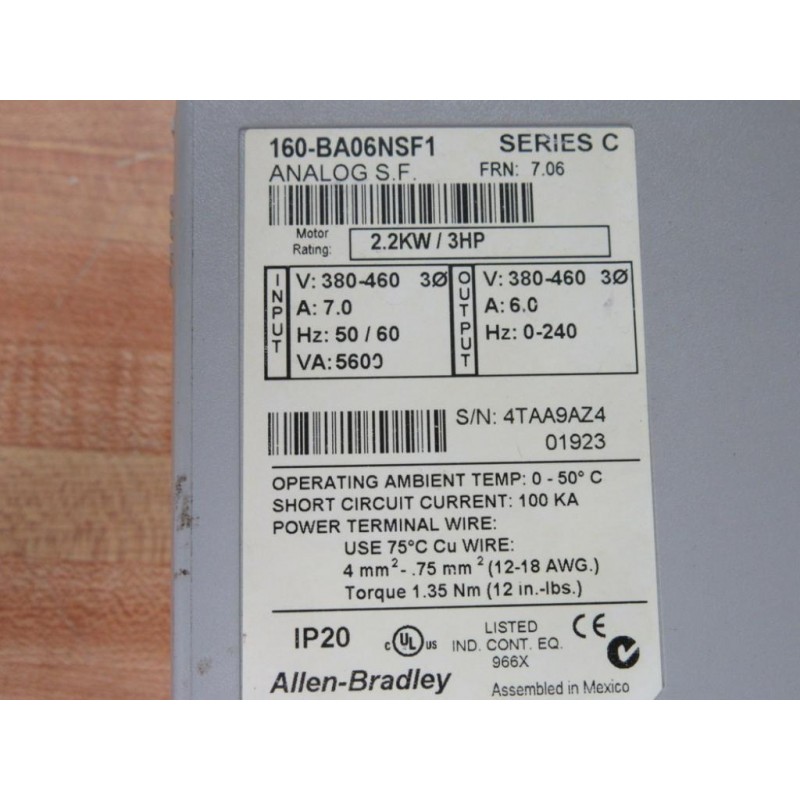 160-BA06NSF1 SERIES C
ANALOG S.F. FRN: 7.06
Motor Rating: 2.2KW / 3HP
INPUT
V: 380-460 3Ø
A: 7.0
Hz: 50 / 60
VA: 5600
OUTPUT
V: 380-460 3Ø
A: 6.0
Hz: 0-240
S/N: 4TAA9AZ4
01923
OPERATING AMBIENT TEMP: 0 - 50° C
SHORT CIRCUIT CURRENT: 100 KA
POWER TERMINAL WIRE:
USE 75°C Cu WIRE:
4 mm² - .75 mm² (12-18 AWG.)
Torque 1.35 Nm (12 in.-lbs.)
IP20
c UL us
LISTED
IND. CONT. EQ.
966X
CE
Allen-Bradley
Assembled in Mexico